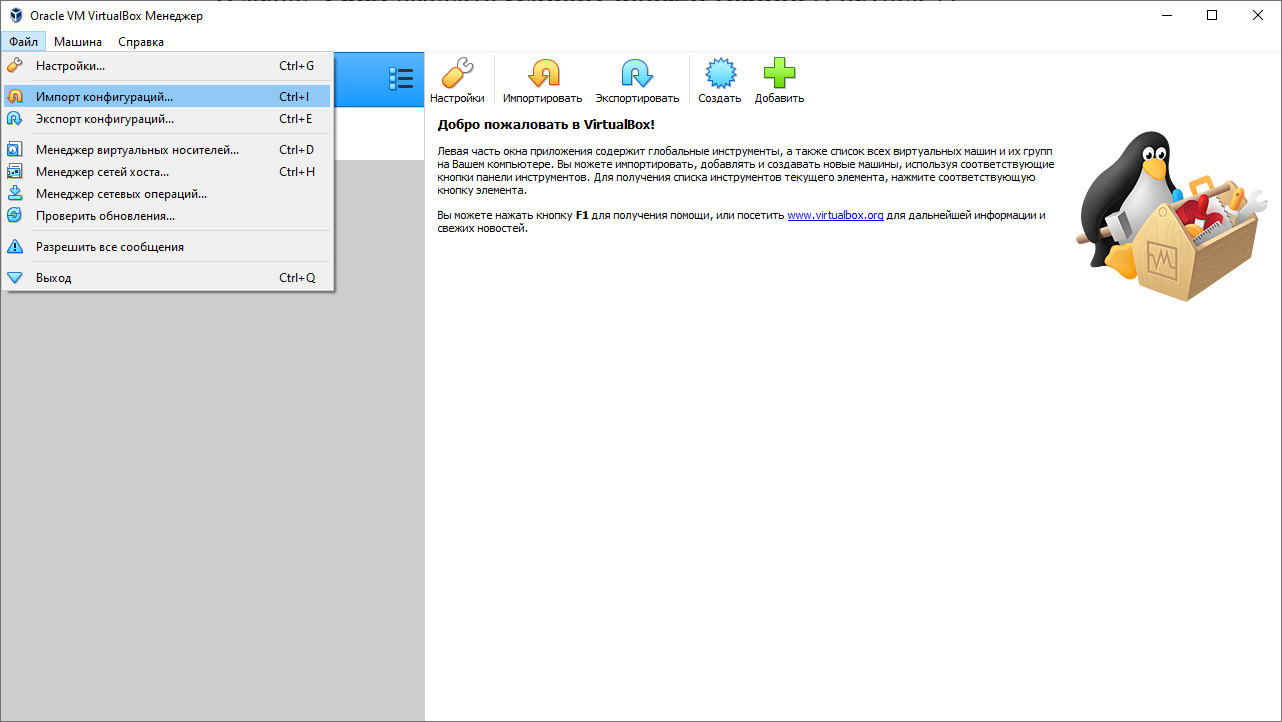 Oracle VM VirtualBox Менеджер
Файл Машина Справка
Настройки... Ctrl+G
Импорт конфигураций... Ctrl+I
Экспорт конфигураций... Ctrl+E
Менеджер виртуальных носителей... Ctrl+D
Менеджер сетей хоста... Ctrl+H
Менеджер сетевых операций...
Проверить обновления...
Разрешить все сообщения
Выход Ctrl+Q
Настройки Импортировать Экспортировать Создать Добавить
Добро пожаловать в VirtualBox!
Левая часть окна приложения содержит глобальные инструменты, а также список всех виртуальных машин и их групп
на Вашем компьютере. Вы можете импортировать, добавлять и создавать новые машины, используя соответствующие
кнопки панели инструментов. Для получения списка инструментов текущего элемента, нажмите соответствующую
кнопку элемента.
Вы можете нажать кнопку F1 для получения помощи, или посетить www.virtualbox.org для дальнейшей информации и
свежих новостей.